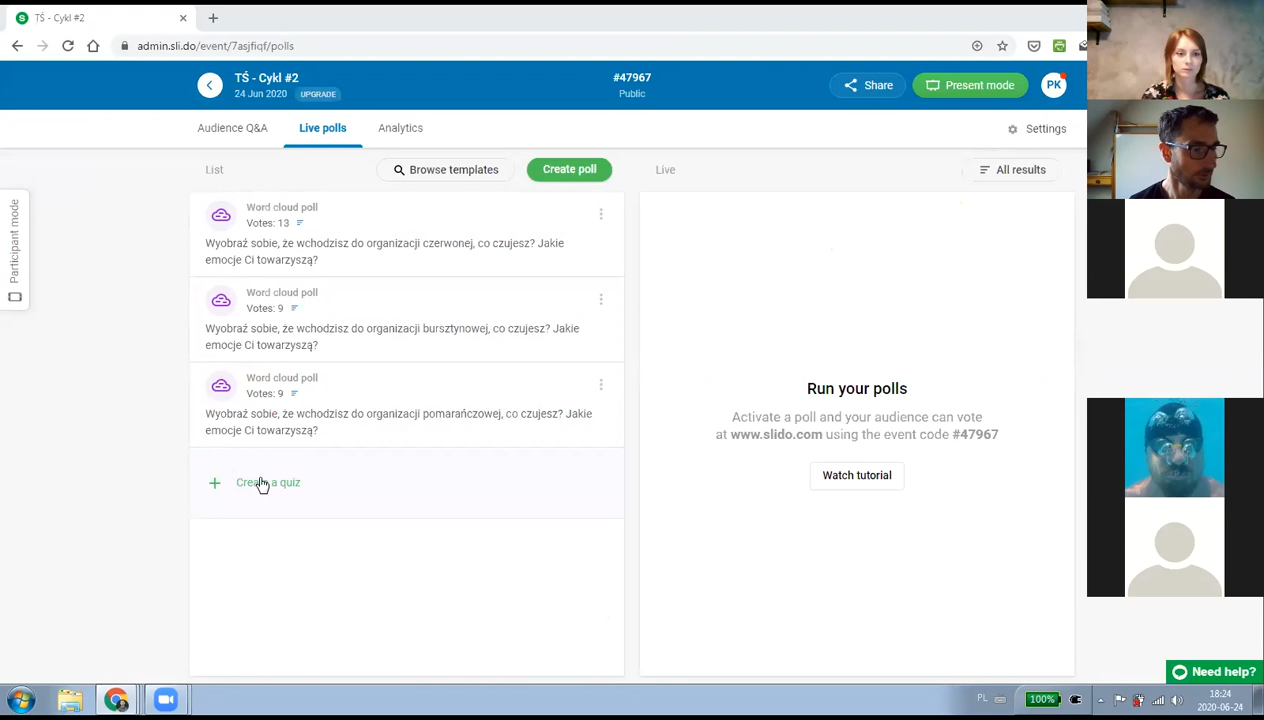 TŚ - Cykl #2
admin.sli.do/event/7asjfiqf/polls
TŚ - Cykl #2
24 Jun 2020 UPGRADE
#47967
Public
Share
Present mode
PK
Audience Q&A
Live polls
Analytics
Settings
Participant mode
List
Browse templates
Create poll
Live
All results
Word cloud poll
Votes: 13
Wyobraź sobie, że wchodzisz do organizacji czerwonej, co czujesz? Jakie
emocje Ci towarzyszą?
Word cloud poll
Votes: 9
Wyobraź sobie, że wchodzisz do organizacji bursztynowej, co czujesz? Jakie
emocje Ci towarzyszą?
Word cloud poll
Votes: 9
Wyobraź sobie, że wchodzisz do organizacji pomarańczowej, co czujesz? Jakie
emocje Ci towarzyszą?
Create a quiz
Run your polls
Activate a poll and your audience can vote
at www.slido.com using the event code #47967
Watch tutorial
Need help?
PL
100%
18:24
2020-06-24